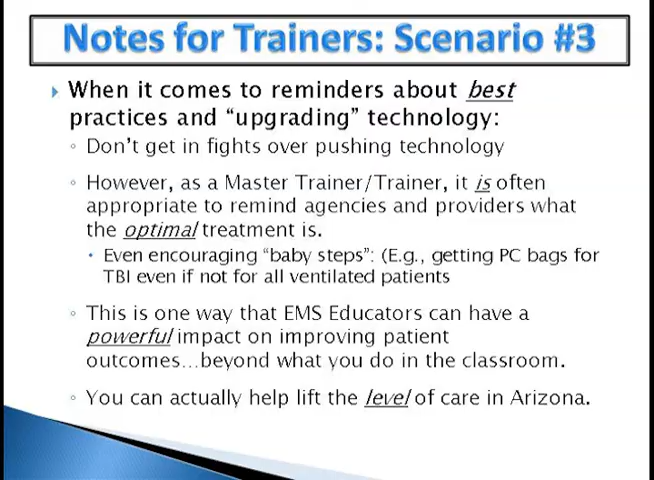 Notes for Trainers: Scenario #3
When it comes to reminders about best
practices and “upgrading” technology:
Don’t get in fights over pushing technology
However, as a Master Trainer/Trainer, it is often
appropriate to remind agencies and providers what
the optimal treatment is.
Even encouraging “baby steps”: (E.g., getting PC bags for
TBI even if not for all ventilated patients
This is one way that EMS Educators can have a
powerful impact on improving patient
outcomes...beyond what you do in the classroom.
You can actually help lift the level of care in Arizona.